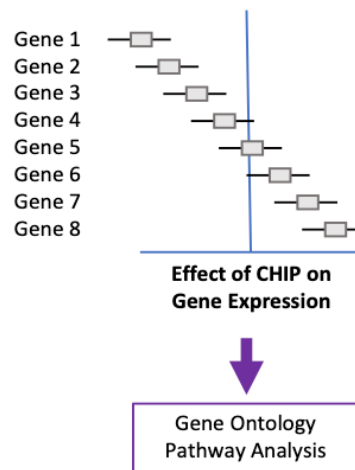 Gene 1
Gene 2
Gene 3
Gene 4
Gene 5
Gene 6
Gene 7
Gene 8
Effect of CHIP on
Gene Expression
Gene Ontology
Pathway Analysis